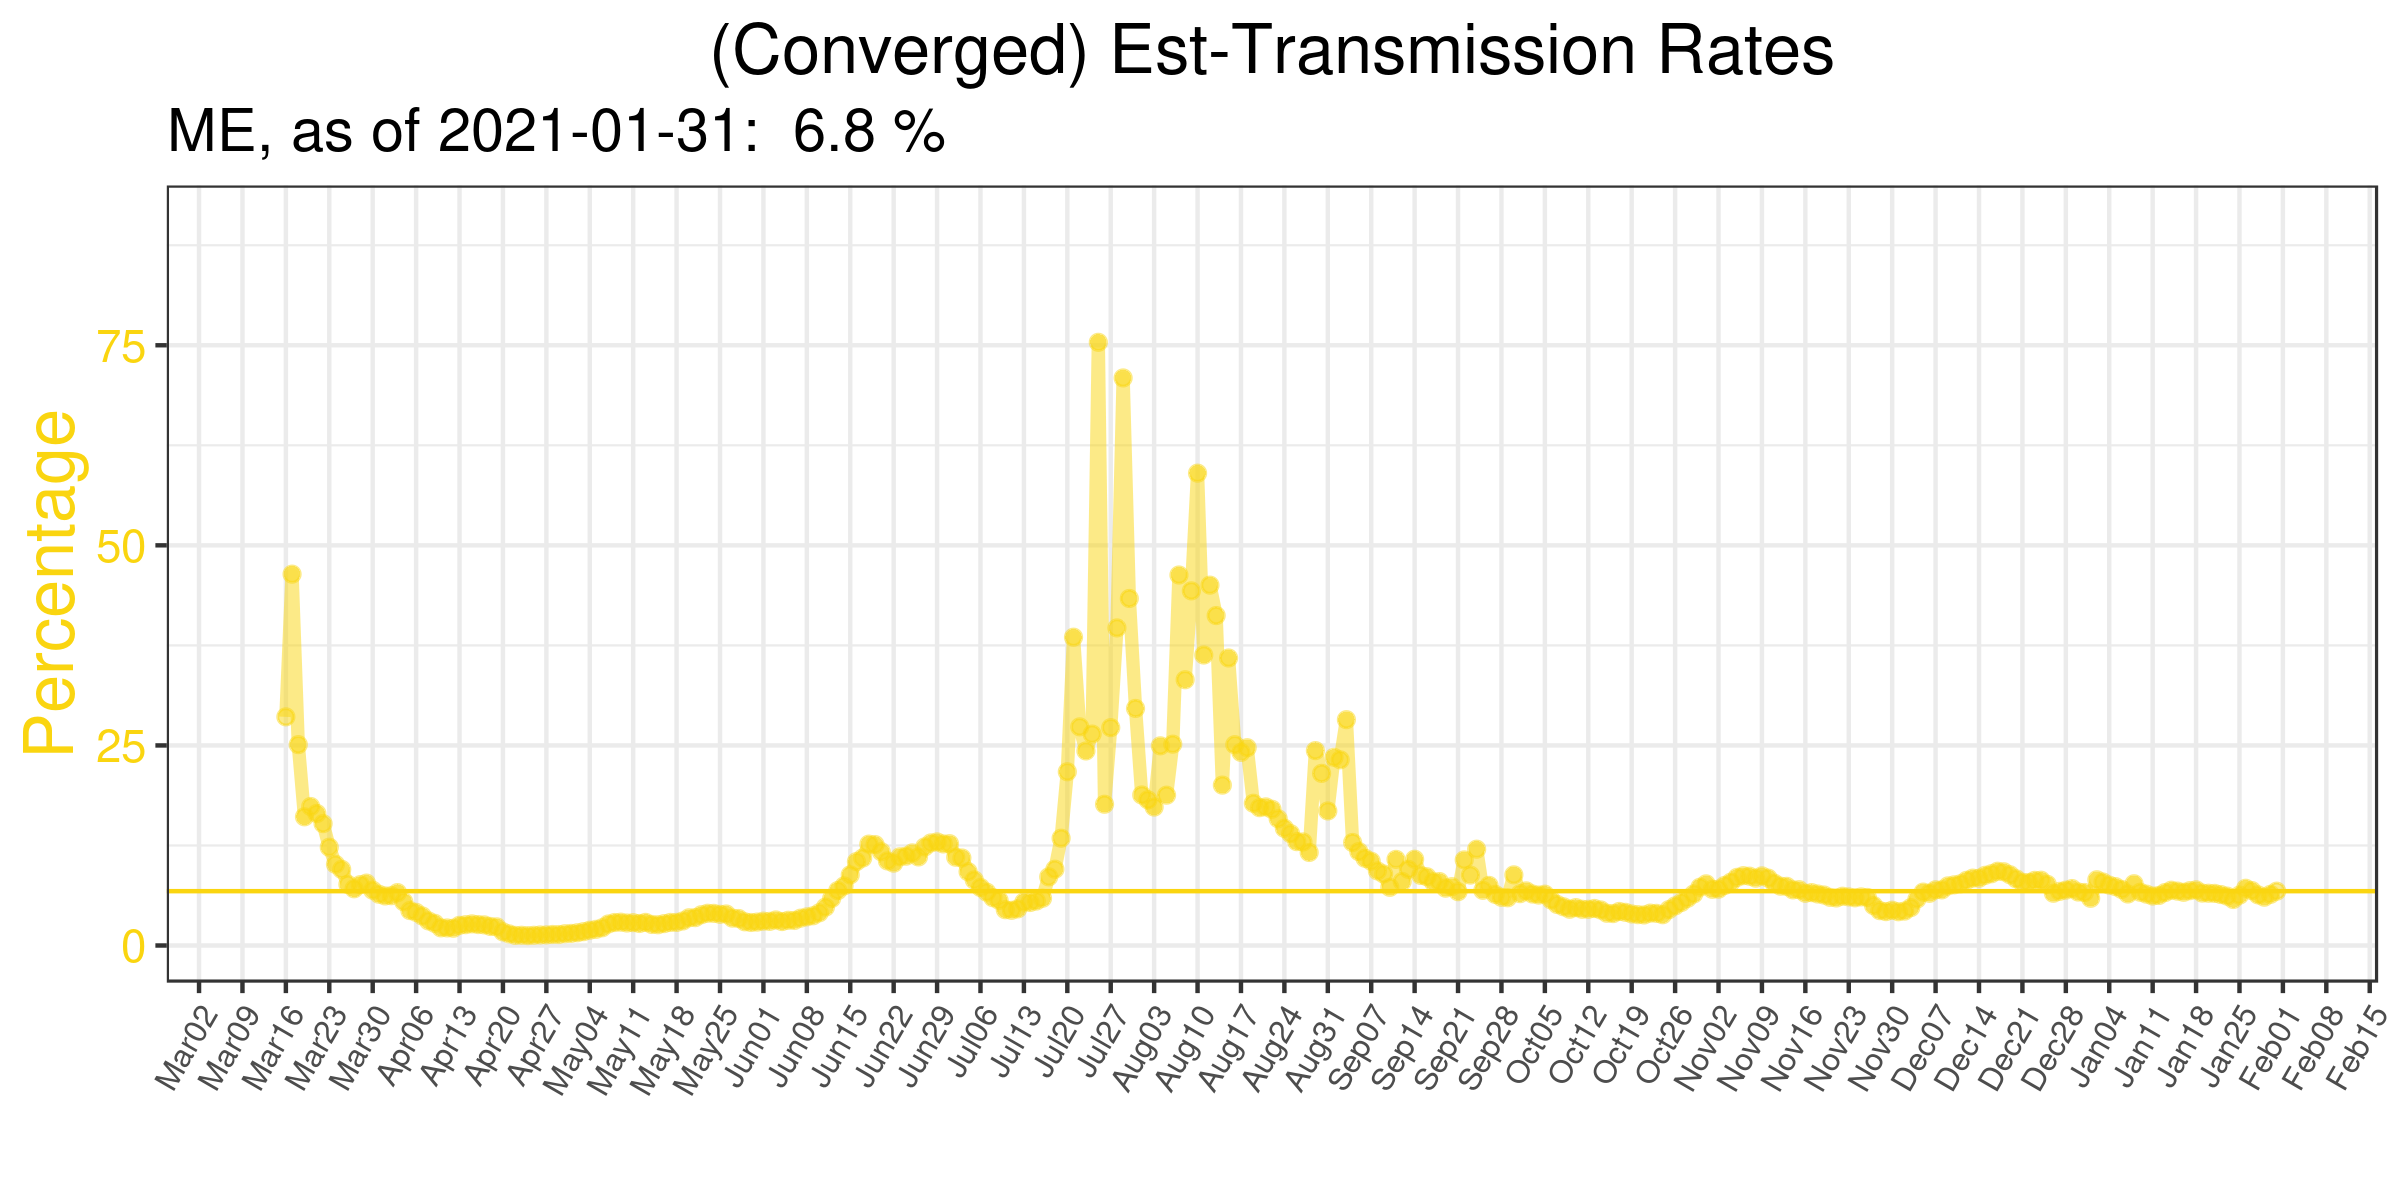 (Converged) Est-Transmission Rates
ME, as of 2021-01-31:  6.8 %
Percentage
75
50
25
0
Mar02 Mar09 Mar16 Mar23 Mar30 Apr06 Apr13 Apr20 Apr27 May04 May11 May18 May25 Jun01 Jun08 Jun15 Jun22 Jun29 Jul06 Jul13 Jul20 Jul27 Aug03 Aug10 Aug17 Aug24 Aug31 Sep07 Sep14 Sep21 Sep28 Oct05 Oct12 Oct19 Oct26 Nov02 Nov09 Nov16 Nov23 Nov30 Dec07 Dec14 Dec21 Dec28 Jan04 Jan11 Jan18 Jan25 Feb01 Feb08 Feb15